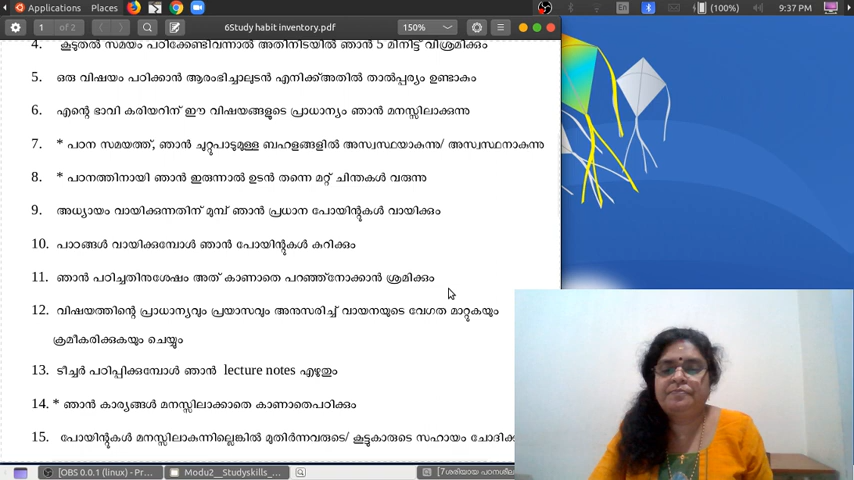 Applications Places En (100%) 9:37 PM
1 of 2 6Study habit inventory.pdf 150%
4. കൂടുതൽ സമയം പഠിക്കേണ്ടിവന്നാൽ അതിനിടയിൽ ഞാൻ 5 മിനിട്ട് വിശ്രമിക്കും
5. ഒരു വിഷയം പഠിക്കാൻ ആരംഭിച്ചാലുടൻ എനിക്ക്അതിൽ താൽപ്പര്യം ഉണ്ടാകും
6. എന്റെ ഭാവി കരിയറിന് ഈ വിഷയങ്ങളുടെ പ്രാധാന്യം ഞാൻ മനസ്സിലാക്കുന്നു
7. * പഠന സമയത്ത്, ഞാൻ ചുറ്റുപാടുമുള്ള ബഹളങ്ങളിൽ അസ്വസ്ഥയാകുന്നു/ അസ്വസ്ഥനാകുന്നു
8. * പഠനത്തിനായി ഞാൻ ഇരുന്നാൽ ഉടൻ തന്നെ മറ്റ് ചിന്തകൾ വരുന്നു
9. അധ്യായം വായിക്കുന്നതിന് മുമ്പ് ഞാൻ പ്രധാന പോയിന്റുകൾ വായിക്കും
10. പാഠങ്ങൾ വായിക്കുമ്പോൾ ഞാൻ പോയിന്റുകൾ കുറിക്കും
11. ഞാൻ പഠിച്ചതിനുശേഷം അത് കാണാതെ പറഞ്ഞ്നോക്കാൻ ശ്രമിക്കും
12. വിഷയത്തിന്റെ പ്രാധാന്യവും പ്രയാസവും അനുസരിച്ച് വായനയുടെ വേഗത മാറ്റുകയും
ക്രമീകരിക്കുകയും ചെയ്യും
13. ടീച്ചർ പഠിപ്പിക്കുമ്പോൾ ഞാൻ lecture notes എഴുതും
14. * ഞാൻ കാര്യങ്ങൾ മനസ്സിലാക്കാതെ കാണാതെപഠിക്കും
15. പോയിന്റുകൾ മനസ്സിലാകുന്നില്ലെങ്കിൽ മുതിർന്നവരുടെ/ കൂട്ടുകാരുടെ സഹായം
[OBS 0.0.1 (linux) - Pr... Modu2__Studyskills_... [7ശരിയായ പഠനശീല